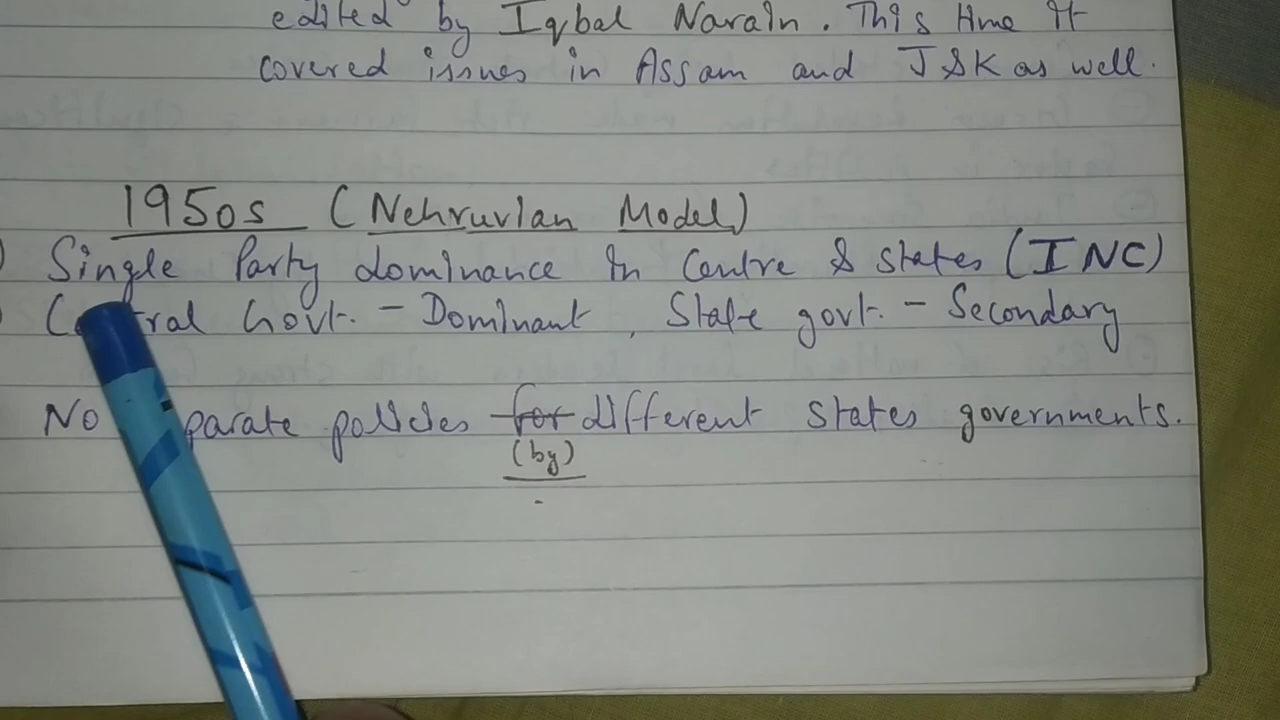 edited by Iqbal Narain. This time it
covered issues in Assam and J&K as well.
1950s (Nehruvian Model)
) Single Party dominance in Centre & states (INC)
) Central Govt. - Dominant, State govt. - Secondary
No parate policies for different states governments.
(by)